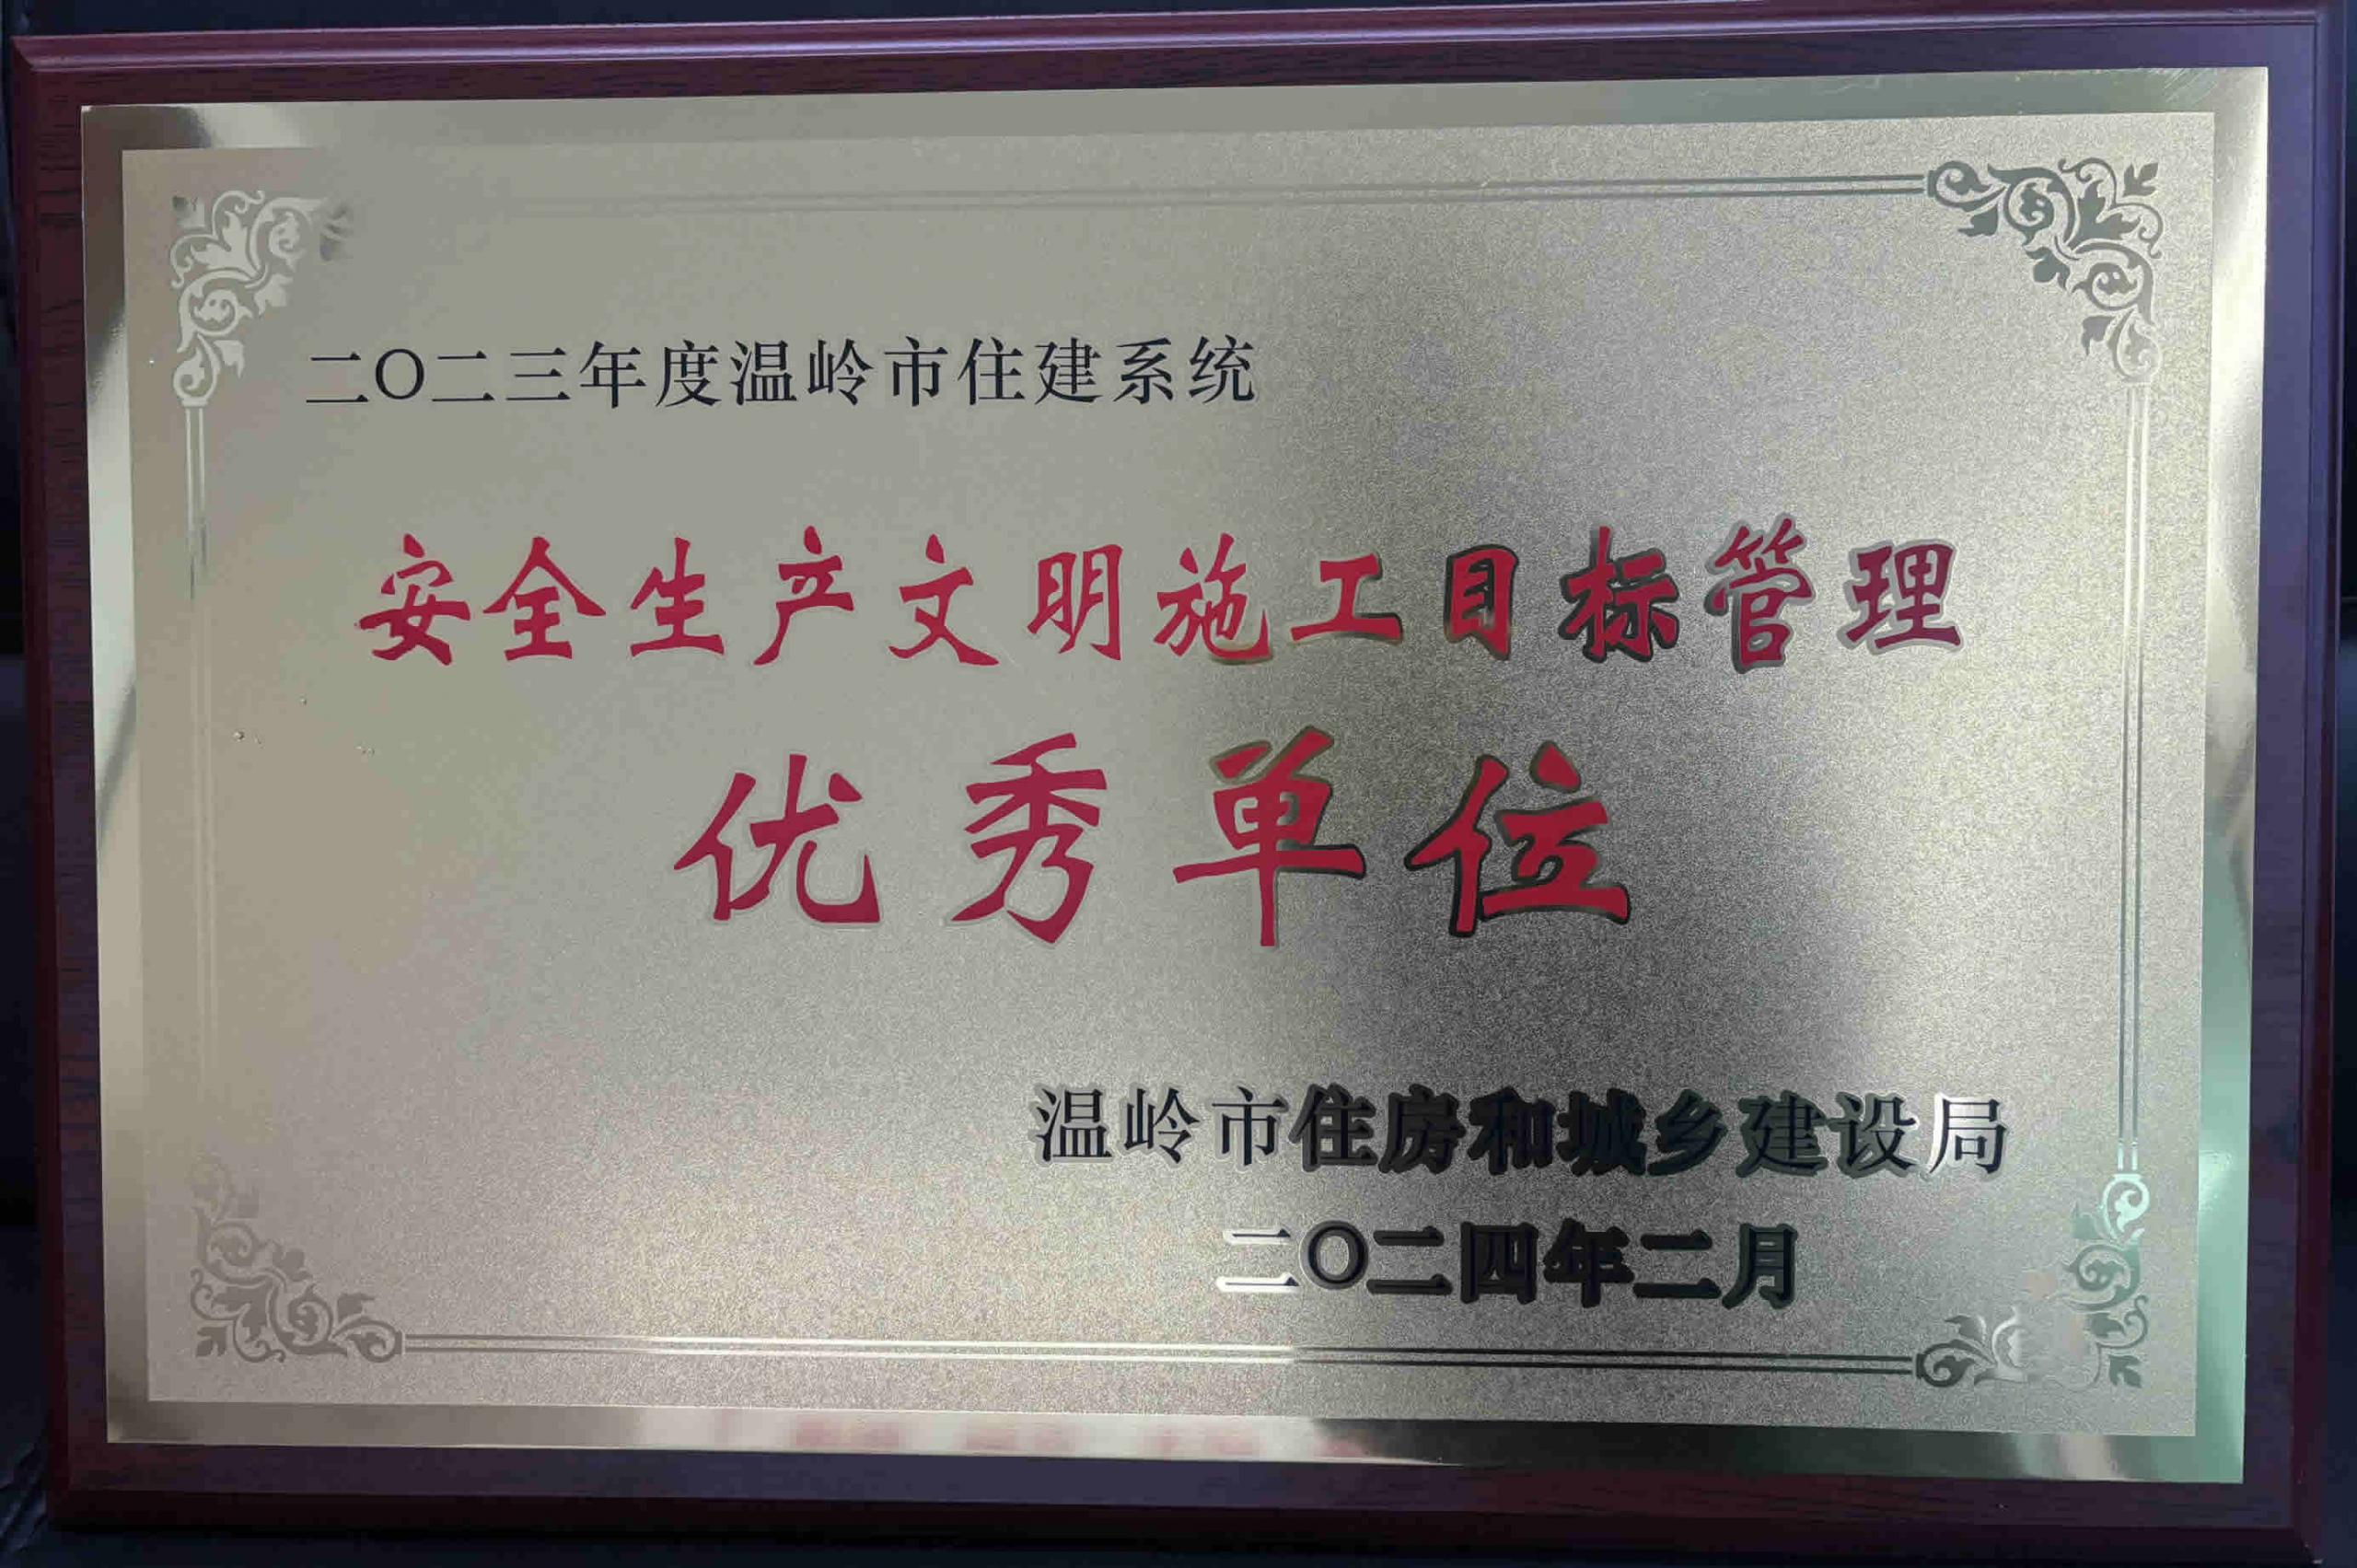 二〇二三年度温岭市住建系统
安全生产文明施工目标管理
优秀单位
温岭市住房和城乡建设局
二〇二四年二月